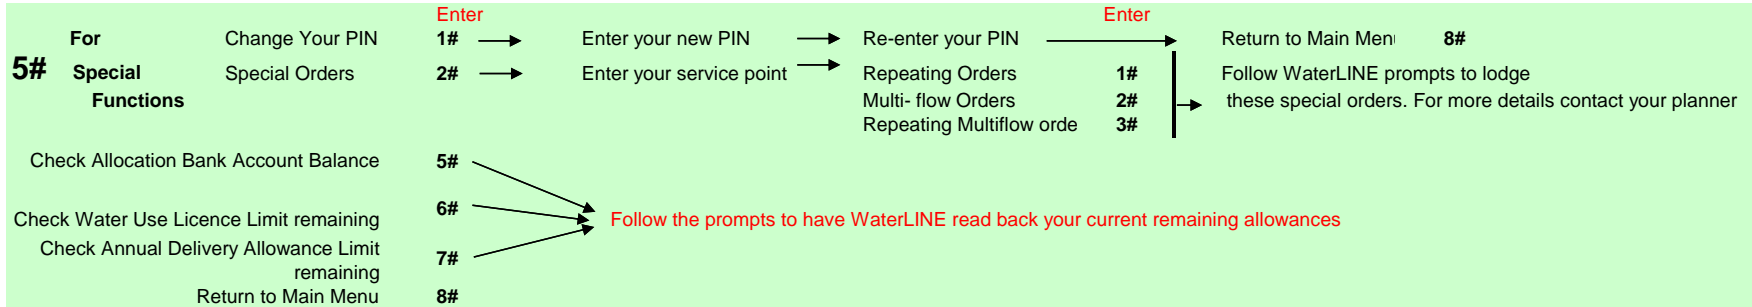 Enter Enter
For Change Your PIN 1# Enter your new PIN Re-enter your PIN Return to Main Menu 8#
5# Special Special Orders 2# Enter your service point Repeating Orders 1# Follow WaterLINE prompts to lodge
Functions Multi- flow Orders 2# these special orders. For more details contact your planner
Repeating Multiflow orde 3#
Check Allocation Bank Account Balance 5#
Check Water Use Licence Limit remaining 6# Follow the prompts to have WaterLINE read back your current remaining allowances
Check Annual Delivery Allowance Limit
remaining 7#
Return to Main Menu 8#